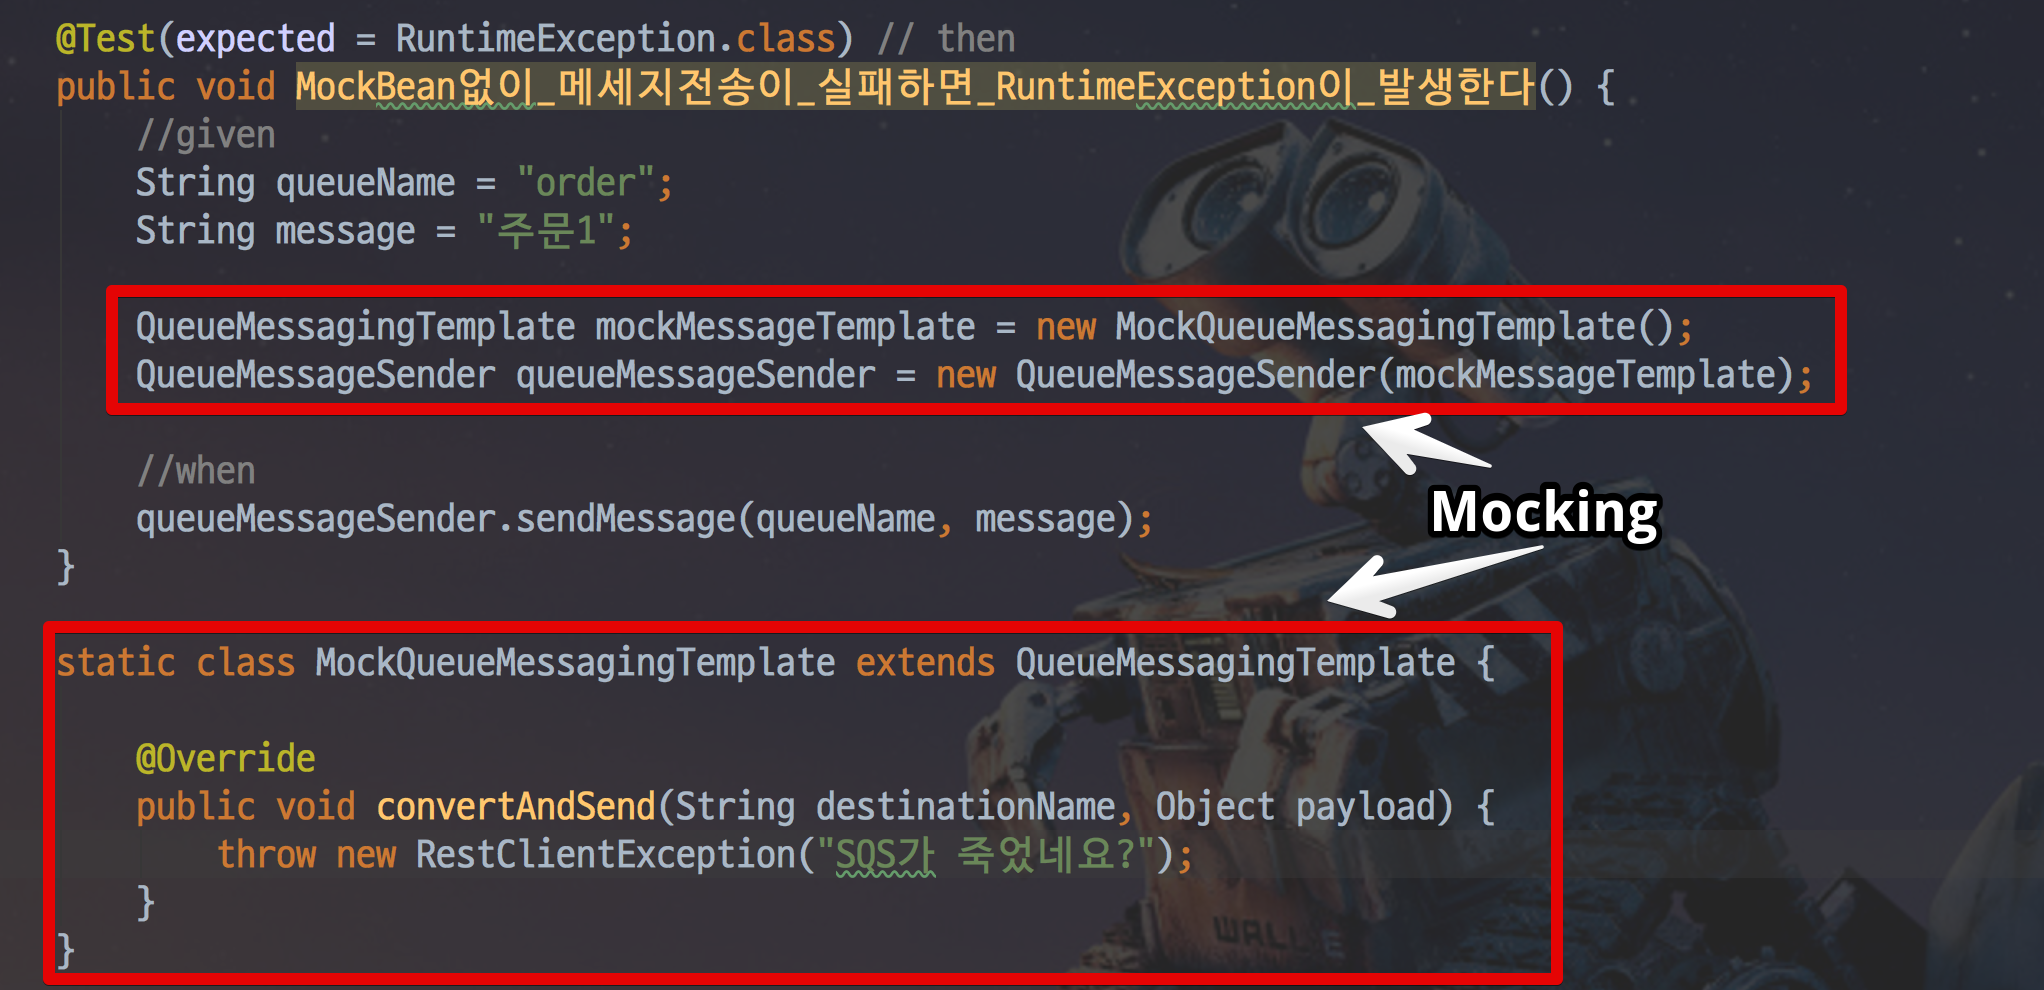 @Test(expected = RuntimeException.class) // then
public void MockBean없이_메세지전송이_실패하면_RuntimeException이_발생한다() {
//given
String queueName = "order";
String message = "주문1";
QueueMessagingTemplate mockMessageTemplate = new MockQueueMessagingTemplate();
QueueMessageSender queueMessageSender = new QueueMessageSender(mockMessageTemplate);
//when
queueMessageSender.sendMessage(queueName, message);
}
Mocking
static class MockQueueMessagingTemplate extends QueueMessagingTemplate {
@Override
public void convertAndSend(String destinationName, Object payload) {
throw new RestClientException("SQS가 죽었네요?");
}
}
WALL